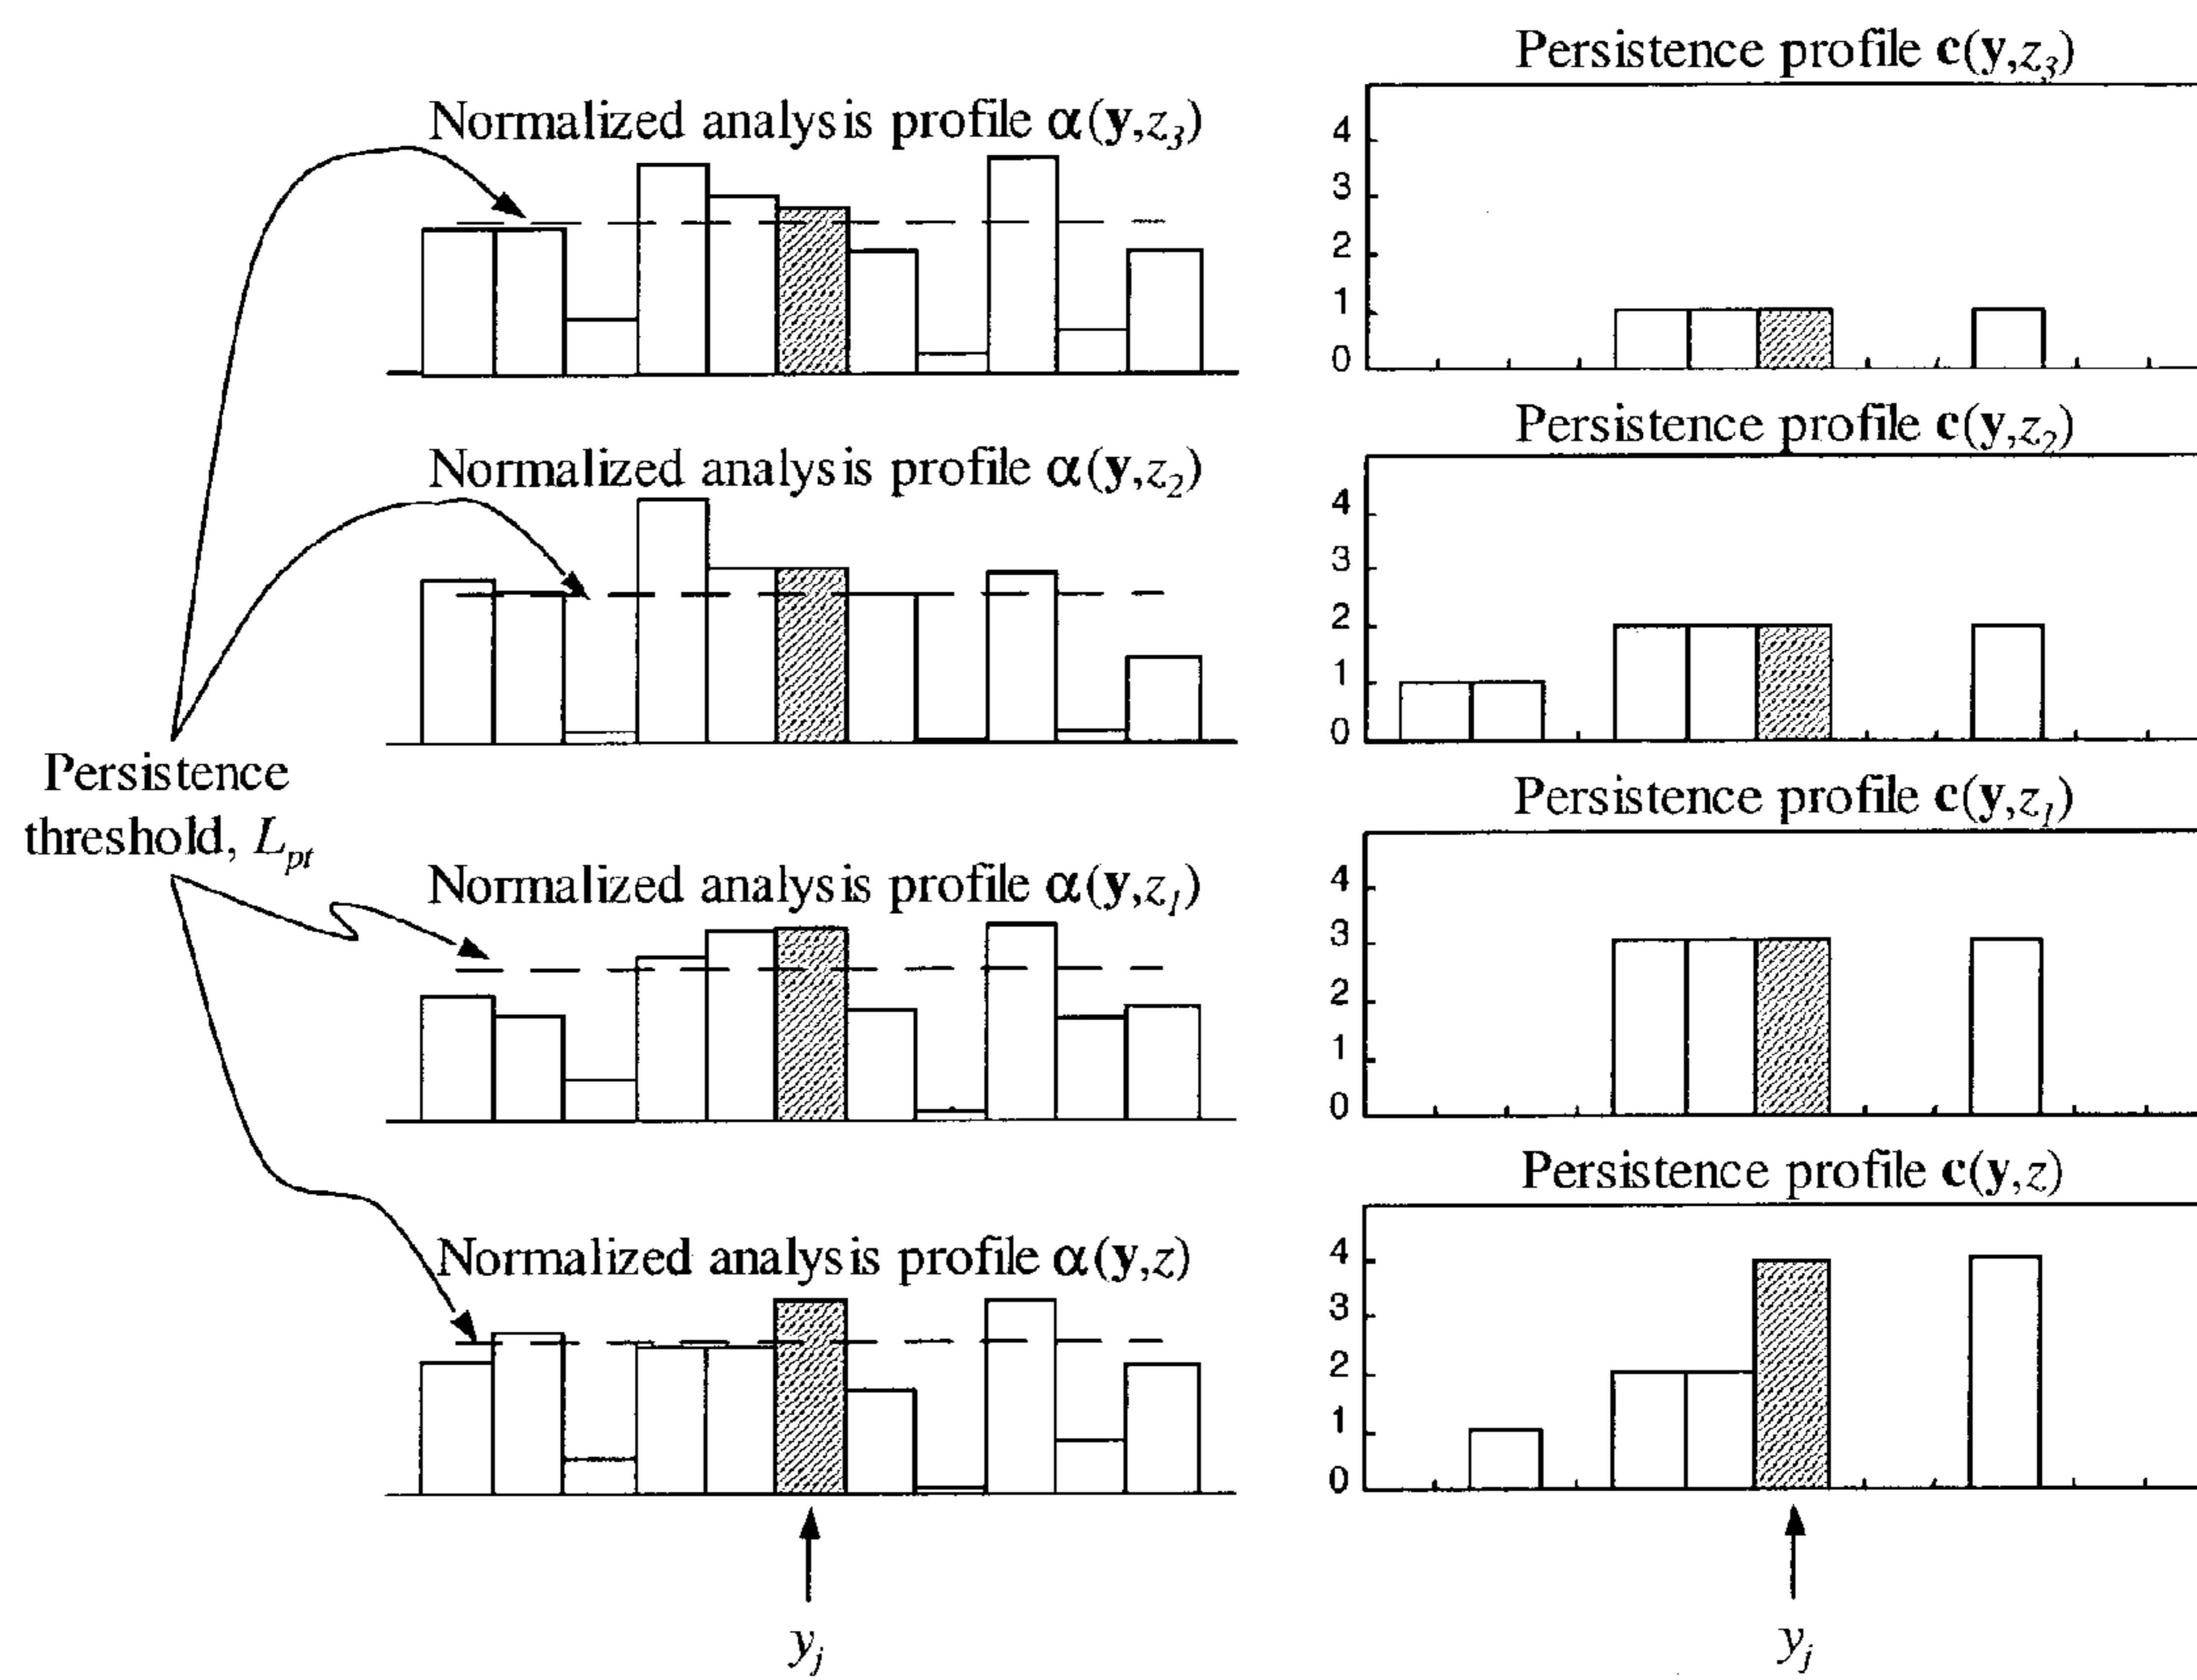 Persistence profile c(y,z3)
Normalized analysis profile α(y,z3)
4
3
2
1
0
Persistence profile c(y,z2)
Normalized analysis profile α(y,z2)
4
3
2
1
0
Persistence
threshold, Lpt
Persistence profile c(y,z1)
Normalized analysis profile α(y,z1)
4
3
2
1
0
Persistence profile c(y,z)
Normalized analysis profile α(y,z)
4
3
2
1
0
yj
yj